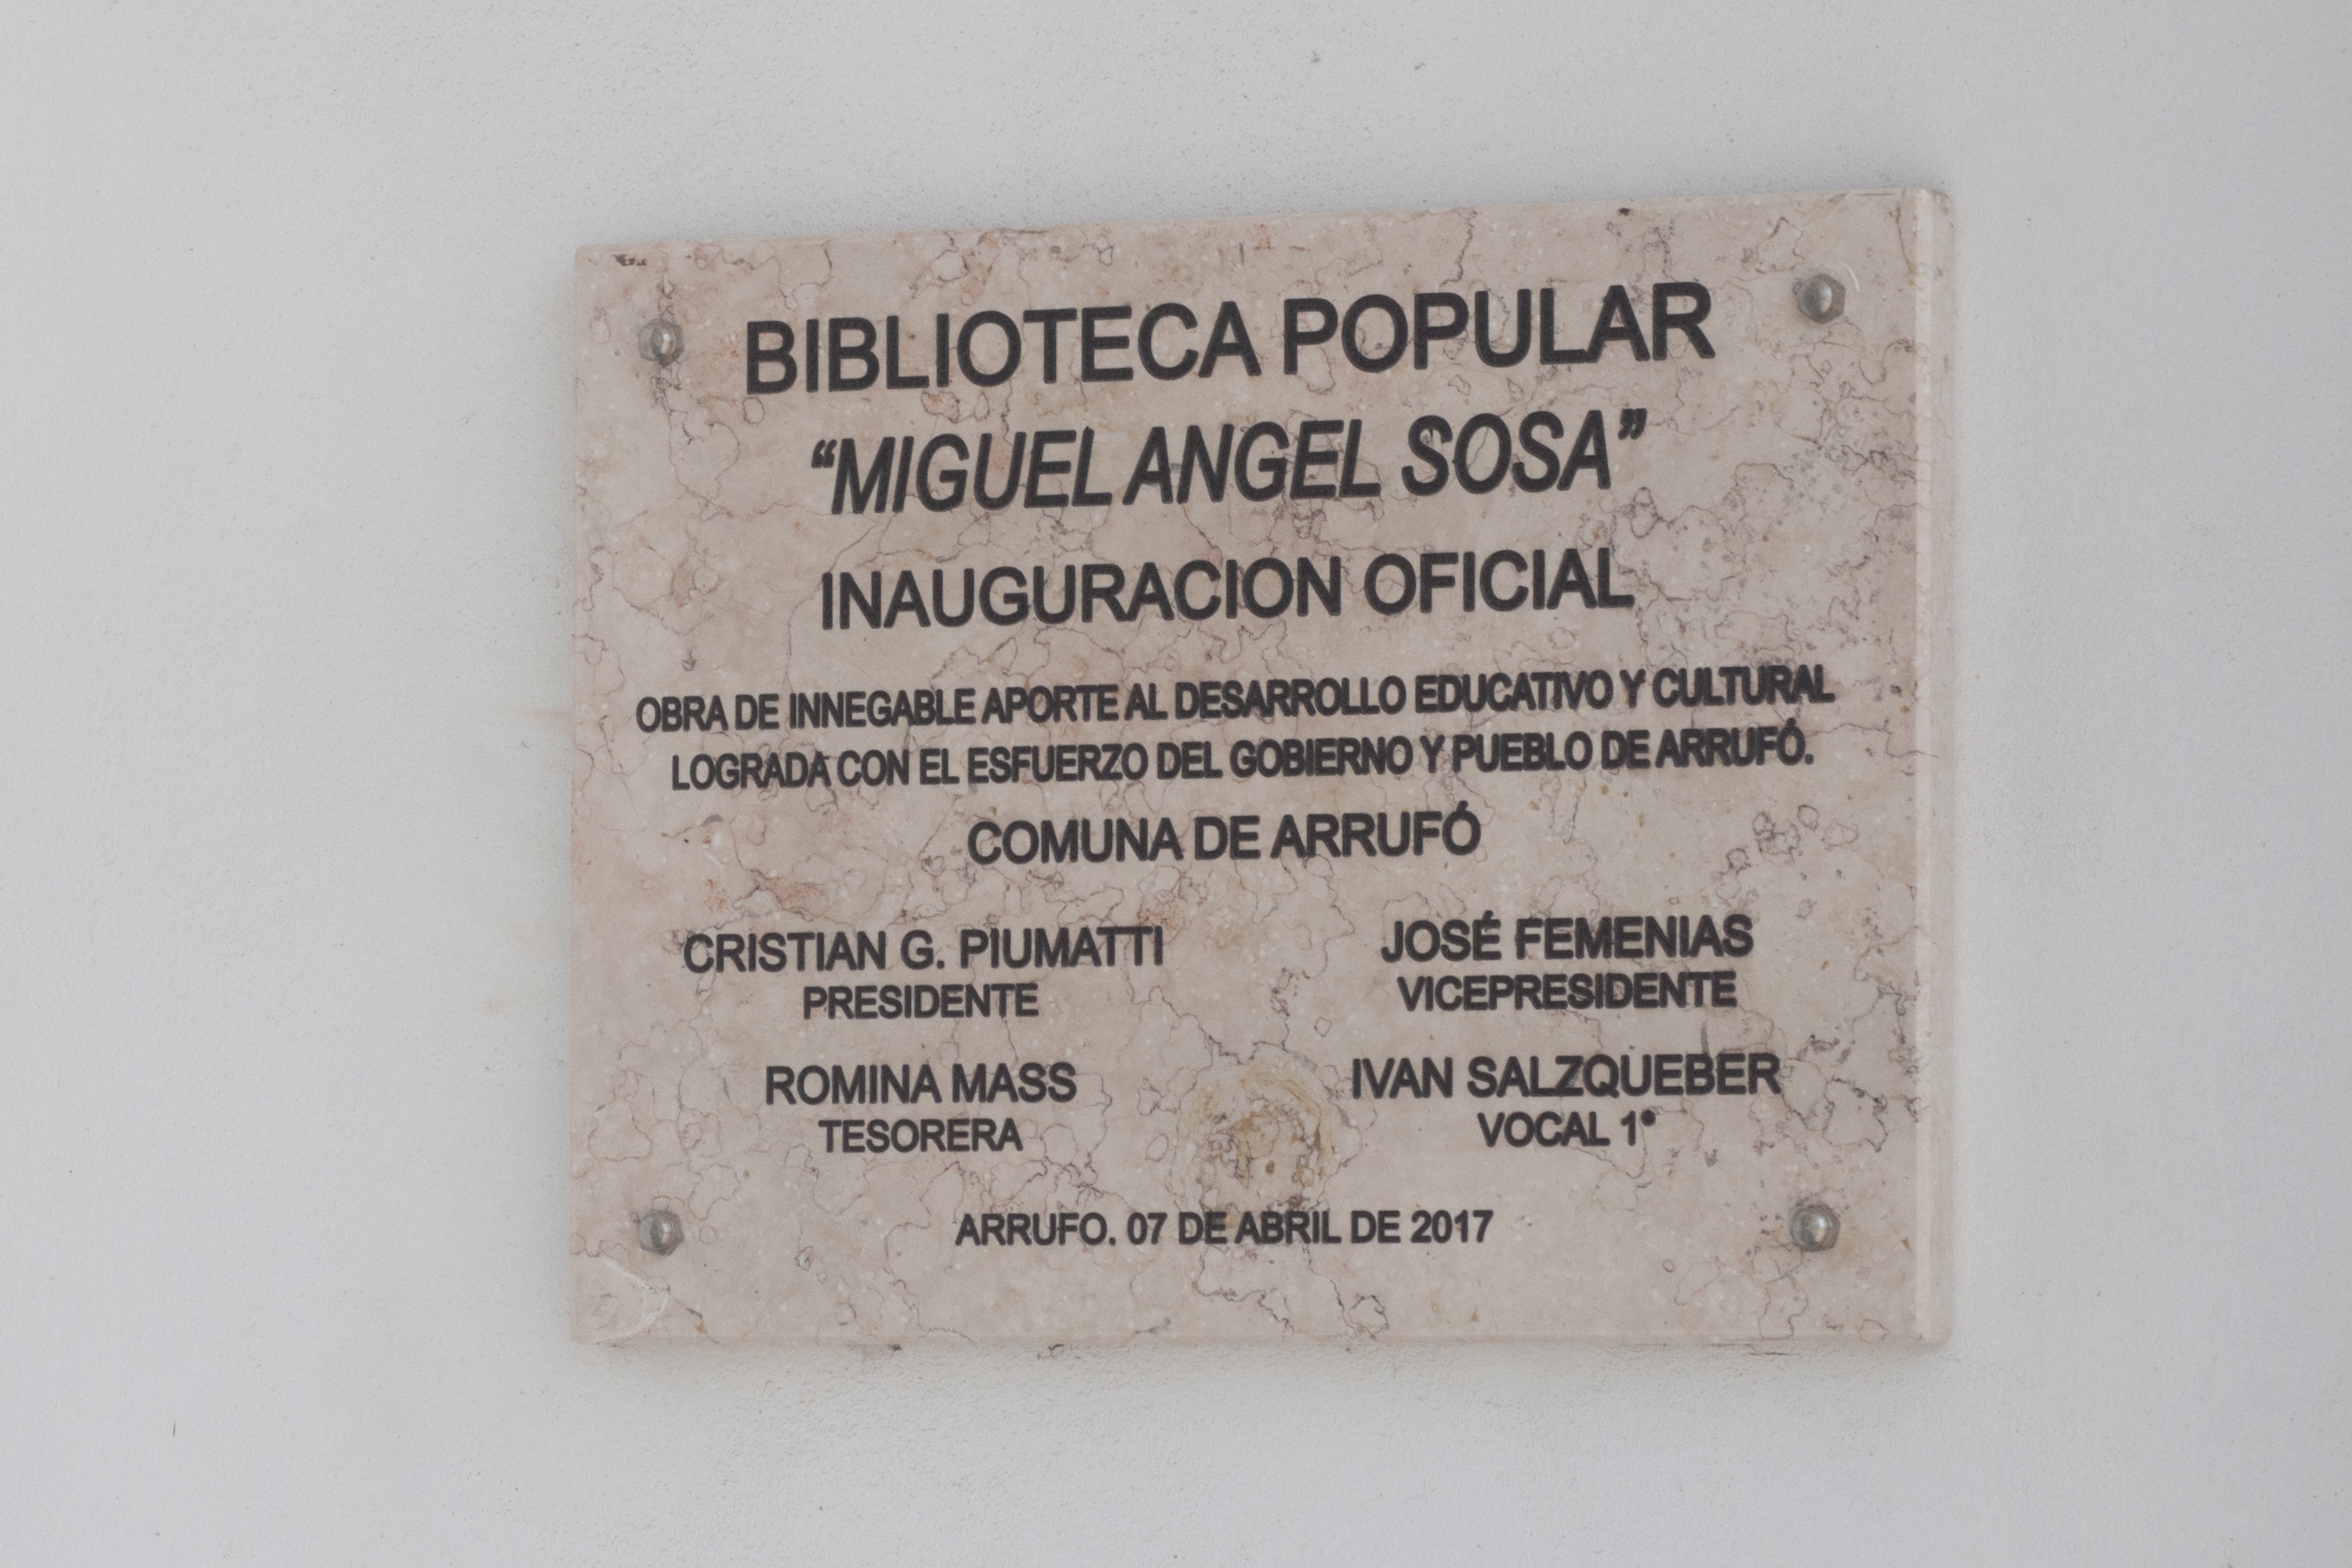 BIBLIOTECA POPULAR
“MIGUEL ANGEL SOSA”
INAUGURACION OFICIAL
OBRA DE INNEGABLE APORTE AL DESARROLLO EDUCATIVO Y CULTURAL
LOGRADA CON EL ESFUERZO DEL GOBIERNO Y PUEBLO DE ARRUFÓ.
COMUNA DE ARRUFÓ
CRISTIAN G. PIUMATTI
PRESIDENTE
JOSÉ FEMENIAS
VICEPRESIDENTE
ROMINA MASS
TESORERA
IVAN SALZQUEBER
VOCAL 1°
ARRUFO. 07 DE ABRIL DE 2017